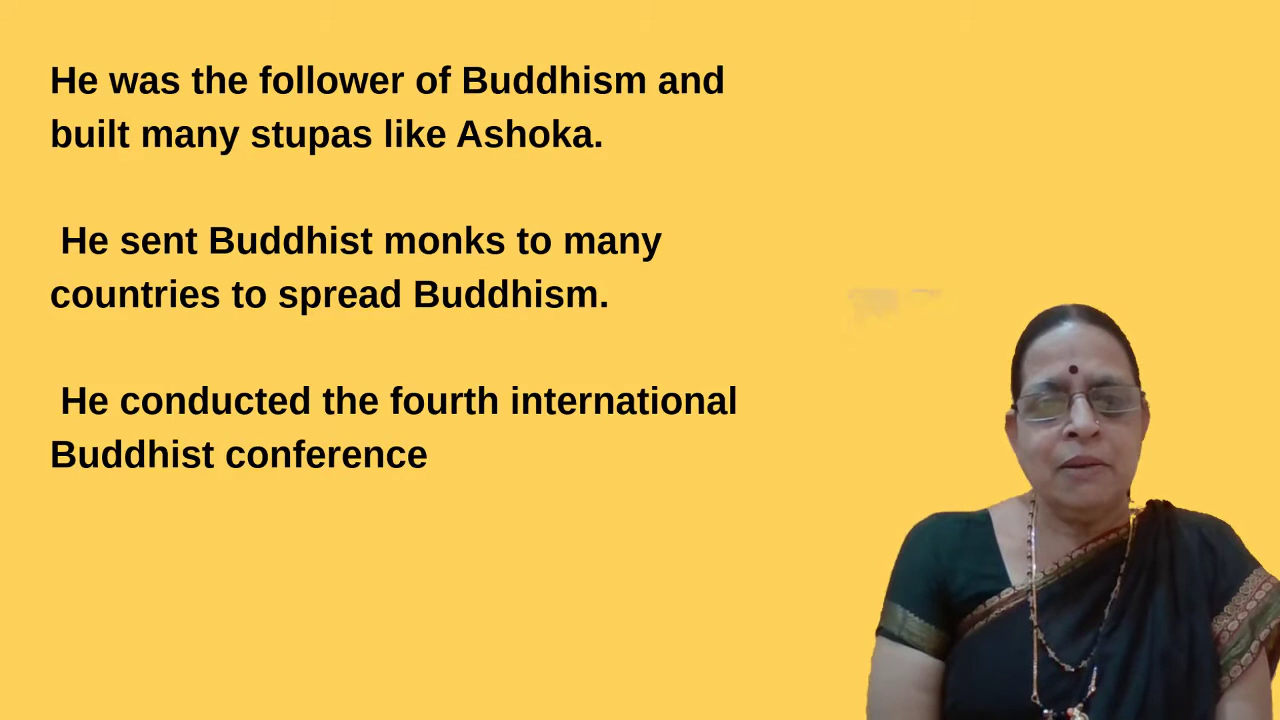 He was the follower of Buddhism and
built many stupas like Ashoka.
He sent Buddhist monks to many
countries to spread Buddhism.
He conducted the fourth international
Buddhist conference